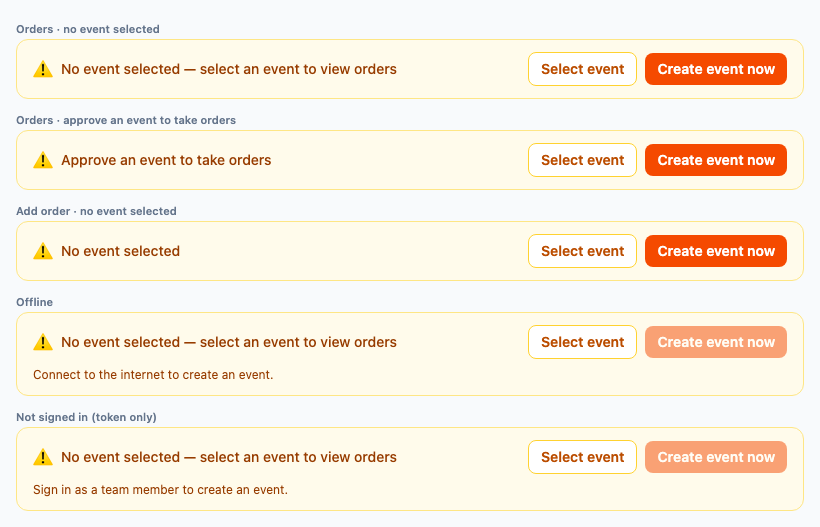 Orders · no event selected
No event selected — select an event to view orders
Select event
Create event now
Orders · approve an event to take orders
Approve an event to take orders
Select event
Create event now
Add order · no event selected
No event selected
Select event
Create event now
Offline
No event selected — select an event to view orders
Select event
Create event now
Connect to the internet to create an event.
Not signed in (token only)
No event selected — select an event to view orders
Select event
Create event now
Sign in as a team member to create an event.